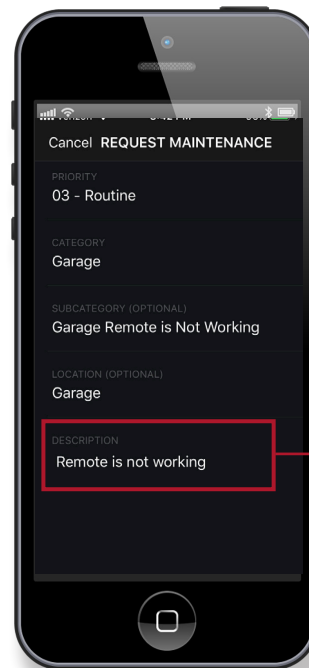 Cancel REQUEST MAINTENANCE
PRIORITY
03 - Routine
CATEGORY
Garage
SUBCATEGORY (OPTIONAL)
Garage Remote is Not Working
LOCATION (OPTIONAL)
Garage
DESCRIPTION
Remote is not working